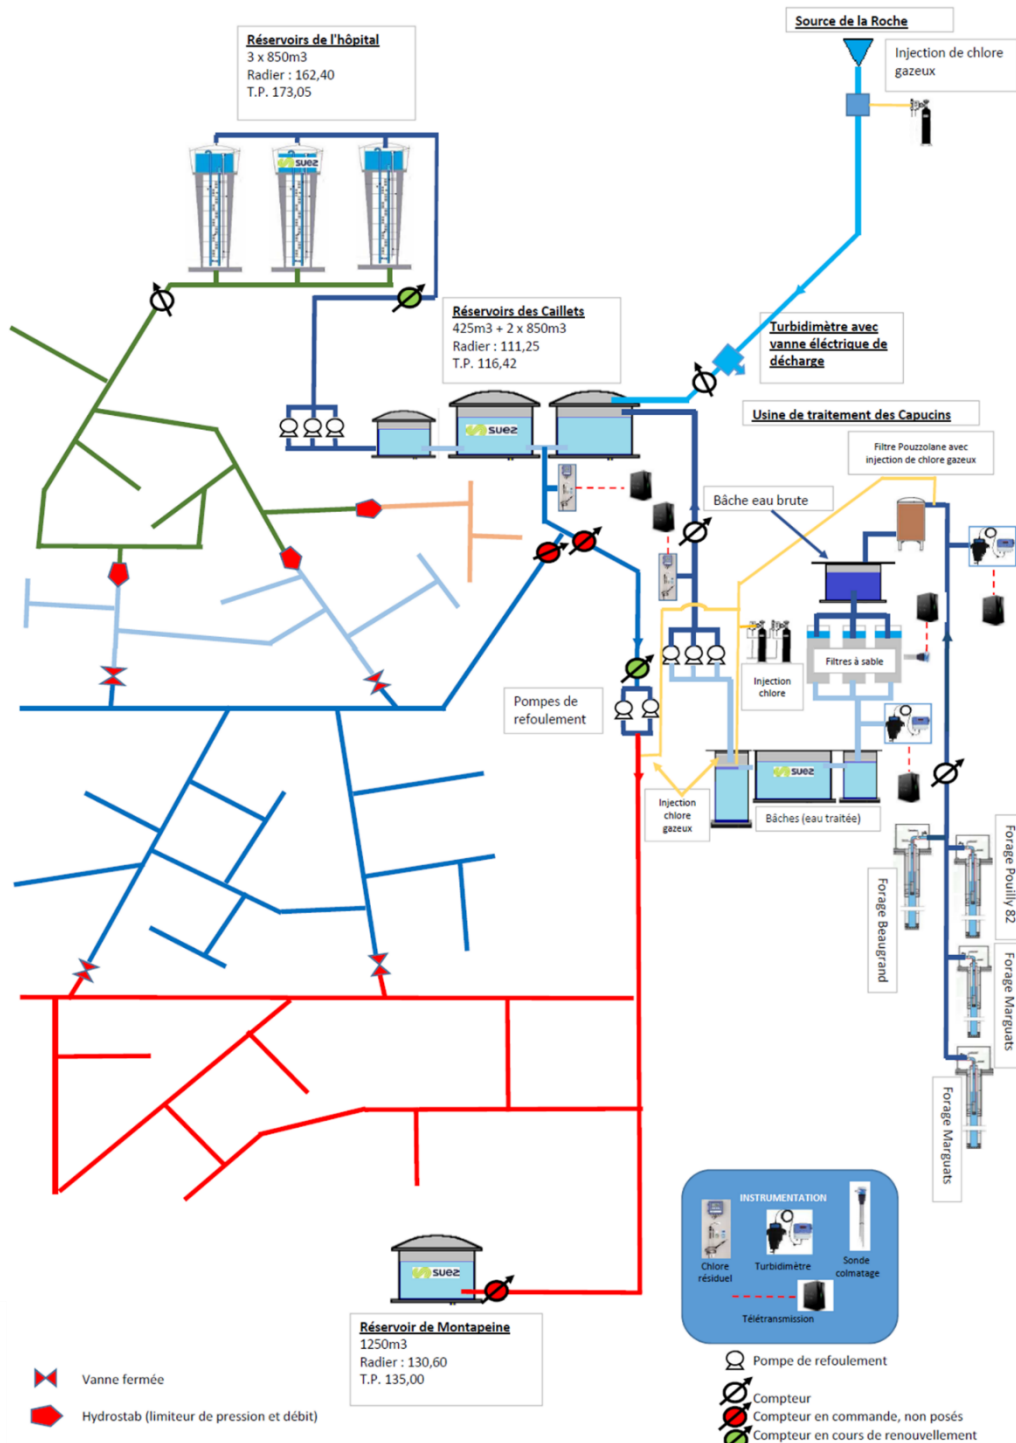 Source de la Roche
Injection de chlore
gazeux
Réservoirs de l'hôpital
3 x 850m3
Radier : 162,40
T.P. 173,05
suez
Réservoirs des Caillets
425m3 + 2 x 850m3
Radier : 111,25
T.P. 116,42
Turbidimètre avec
vanne éléctrique de
décharge
suez
Usine de traitement des Capucins
Filtre Pouzzolane avec
injection de chlore gazeux
Bâche eau brute
Filtres à sable
Injection
chlore
Pompes de
refoulement
suez
Injection
chlore
gazeux
Bâches (eau traitée)
Forage Beaugrand
Forage Pouilly 82
Forage Marguats
Forage Marguats
INSTRUMENTATION
Chlore
résiduel
Turbidimètre
Sonde
colmatage
Télétransmission
suez
Réservoir de Montapeine
1250m3
Radier : 130,60
T.P. 135,00
Vanne fermée
Hydrostab (limiteur de pression et débit)
Pompe de refoulement
Compteur
Compteur en commande, non posés
Compteur en cours de renouvellement